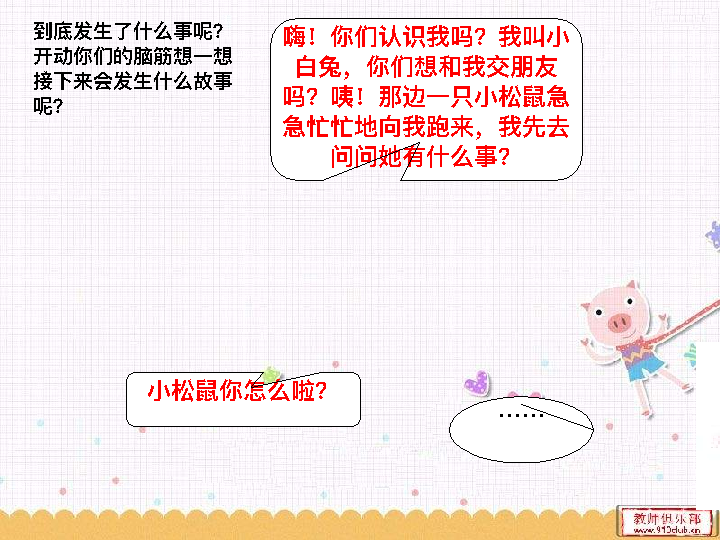 到底发生了什么事呢？
开动你们的脑筋想一想
接下来会发生什么故事
呢？
嗨！你们认识我吗？我叫小
白兔，你们想和我交朋友
吗？咦！那边一只小松鼠急
急忙忙地向我跑来，我先去
问问她有什么事？
小松鼠你怎么啦？
……
教师俱乐部
www.910club.cn